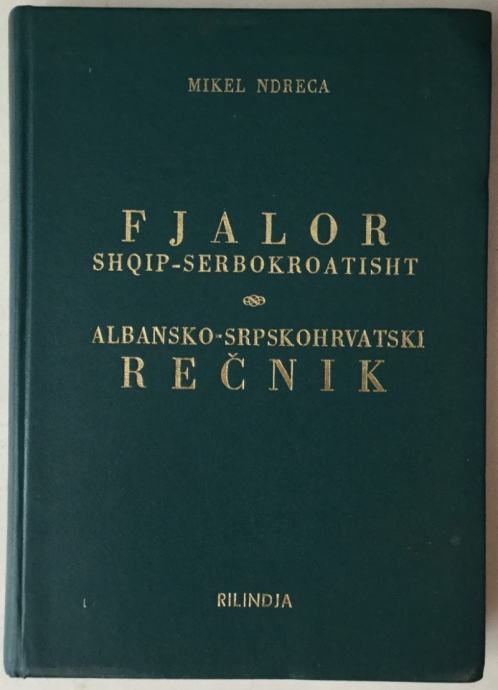 MIKEL NDRECA
FJALOR
SHQIP-SERBOKROATISHT
ALBANSKO-SRPSKOHRVATSKI
REČNIK
RILINDJA